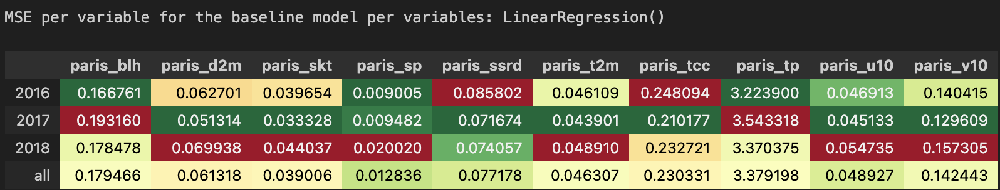 MSE per variable for the baseline model per variables: LinearRegression()
paris_blh paris_d2m paris_skt paris_sp paris_ssrd paris_t2m paris_tcc paris_tp paris_u10 paris_v10
2016 0.166761 0.062701 0.039654 0.009005 0.085802 0.046109 0.248094 3.223900 0.046913 0.140415
2017 0.193160 0.051314 0.033328 0.009482 0.071674 0.043901 0.210177 3.543318 0.045133 0.129609
2018 0.178478 0.069938 0.044037 0.020020 0.074057 0.048910 0.232721 3.370375 0.054735 0.157305
all 0.179466 0.061318 0.039006 0.012836 0.077178 0.046307 0.230331 3.379198 0.048927 0.142443